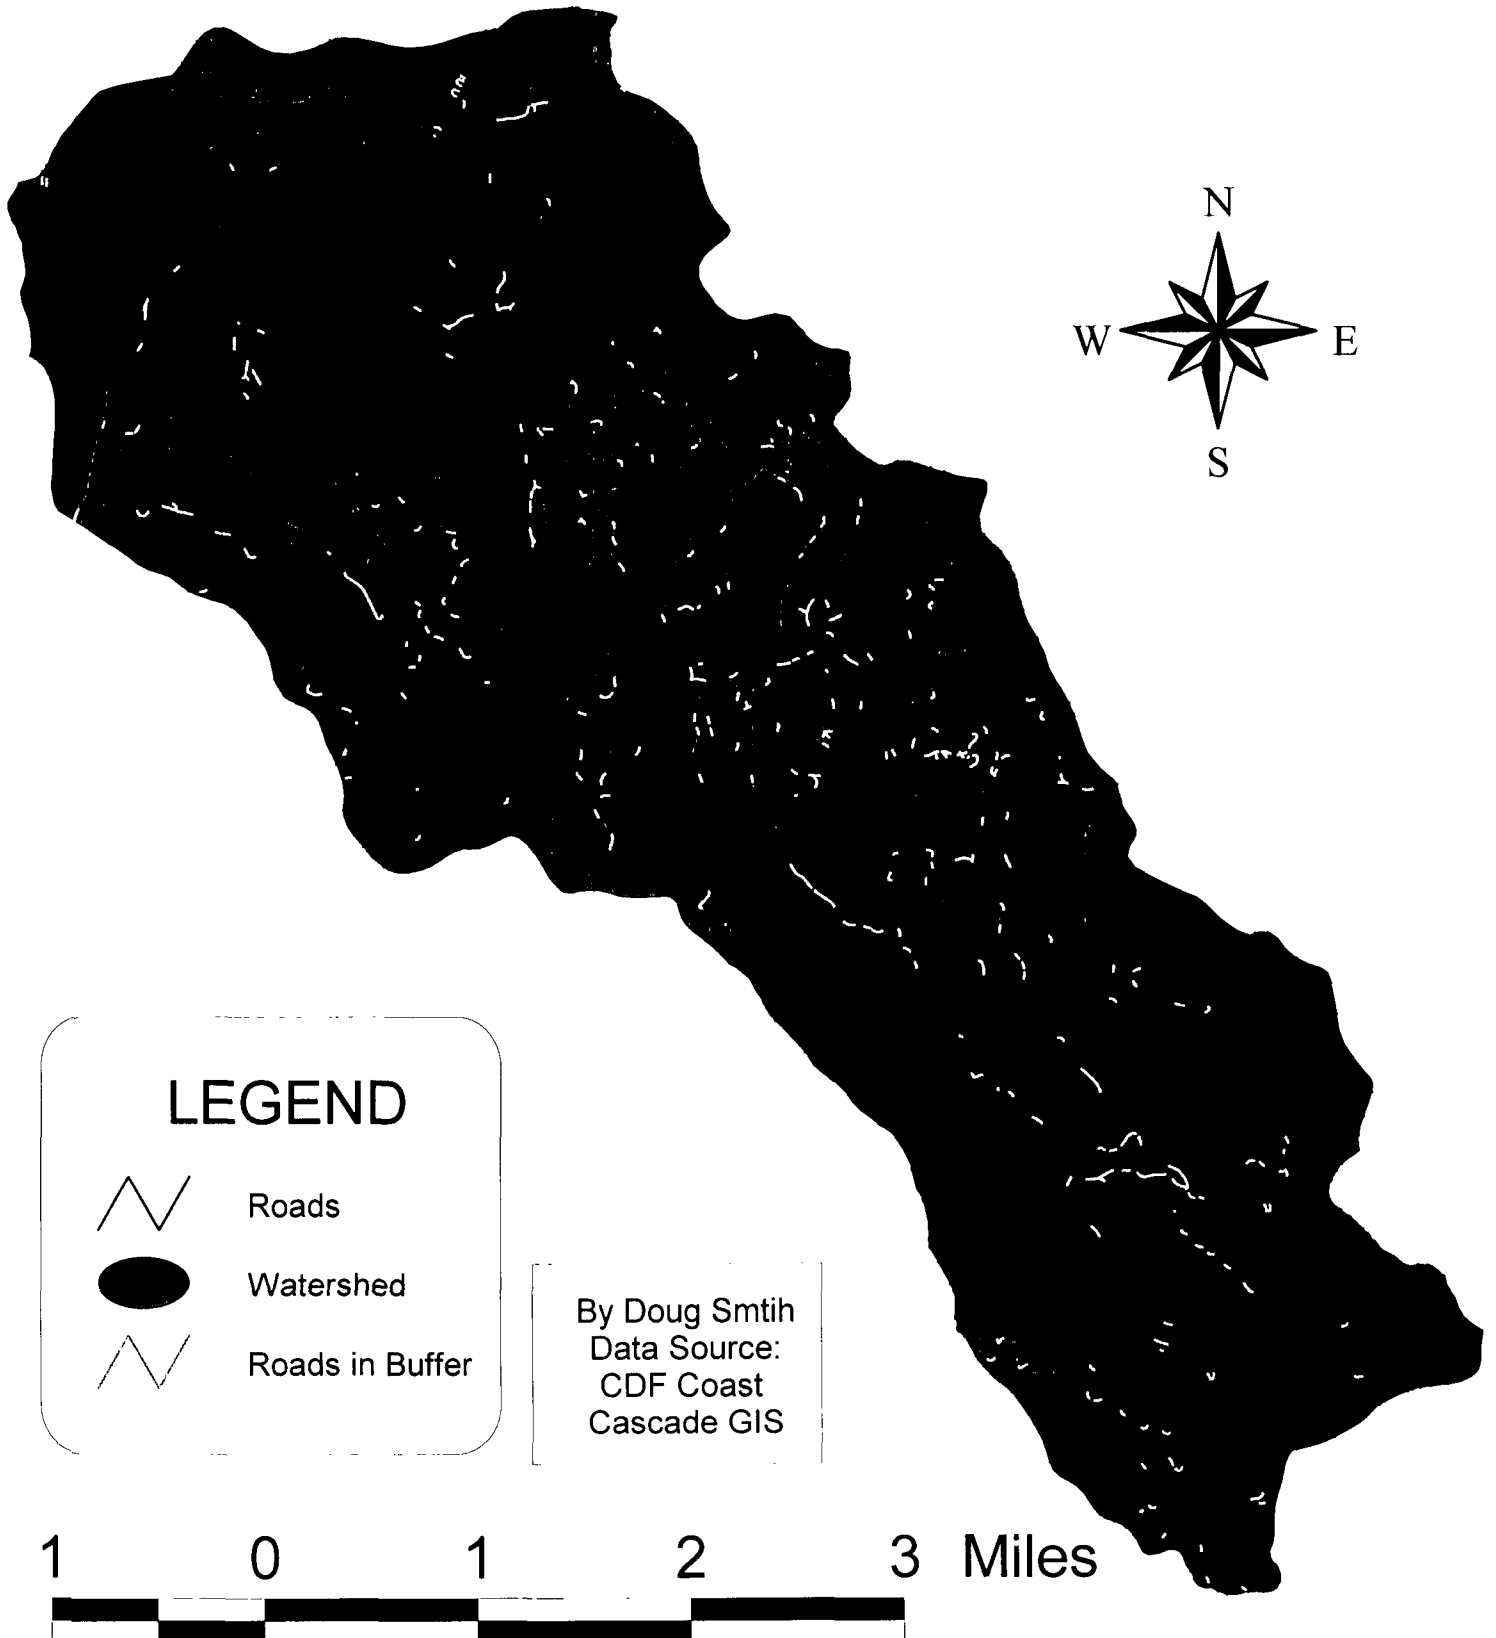 N
W E
S
LEGEND
Roads
Watershed
Roads in Buffer
By Doug Smtih
Data Source:
CDF Coast
Cascade GIS
1 0 1 2 3 Miles